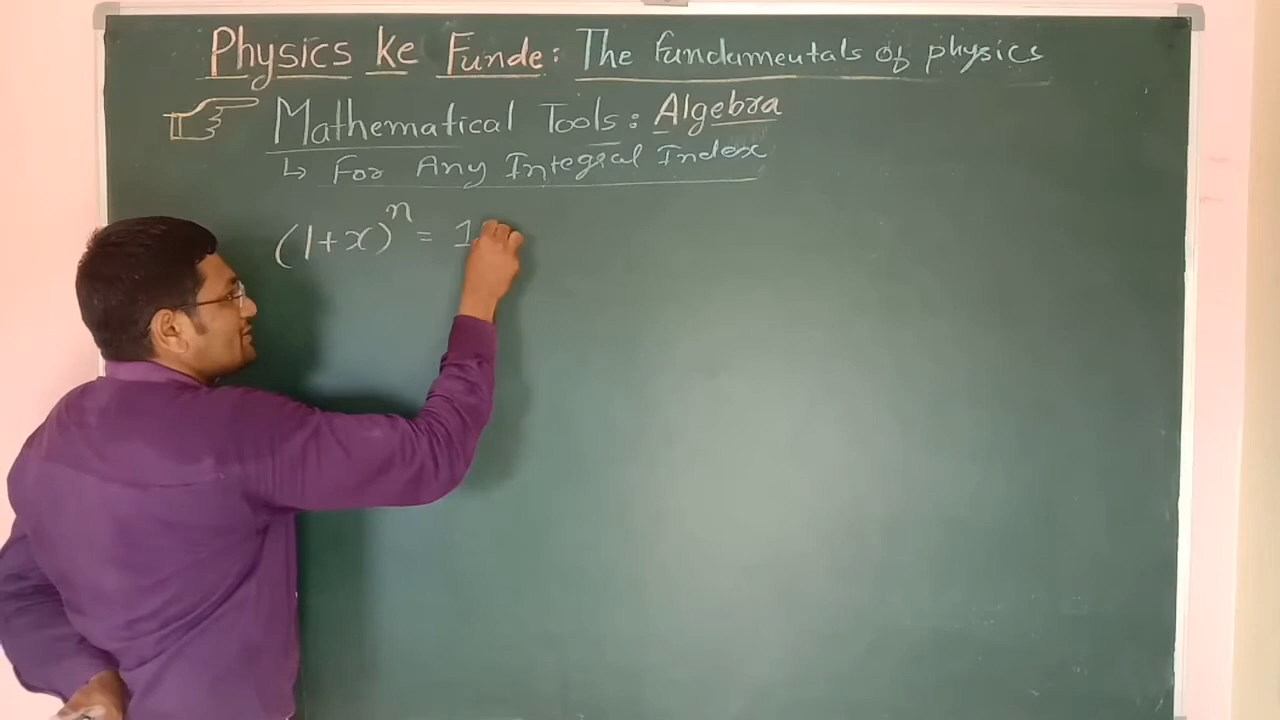 Physics ke Funde: The Fundamentals of physics
Mathematical Tools: Algebra
↳ For Any Integral Index
(1+x)^n = 1